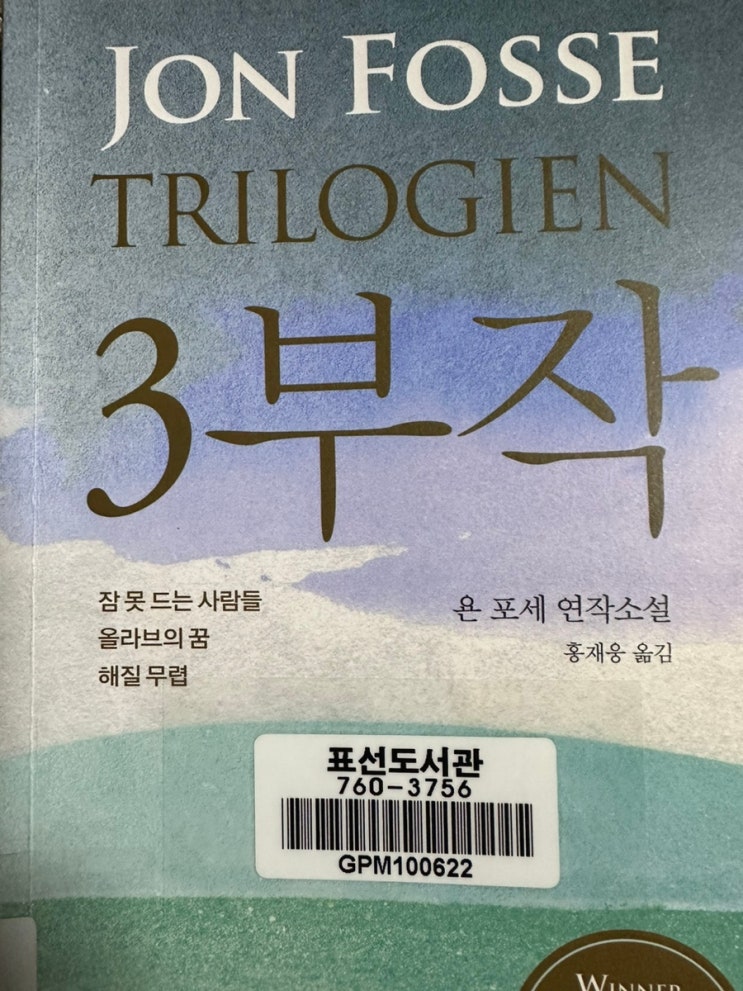 JON FOSSE
TRILOGIEN
3부작
잠 못 드는 사람들
올라브의 꿈
해질 무렵
욘 포세 연작소설
홍재웅 옮김
표선도서관
760-3756
GPM100622
WINNER